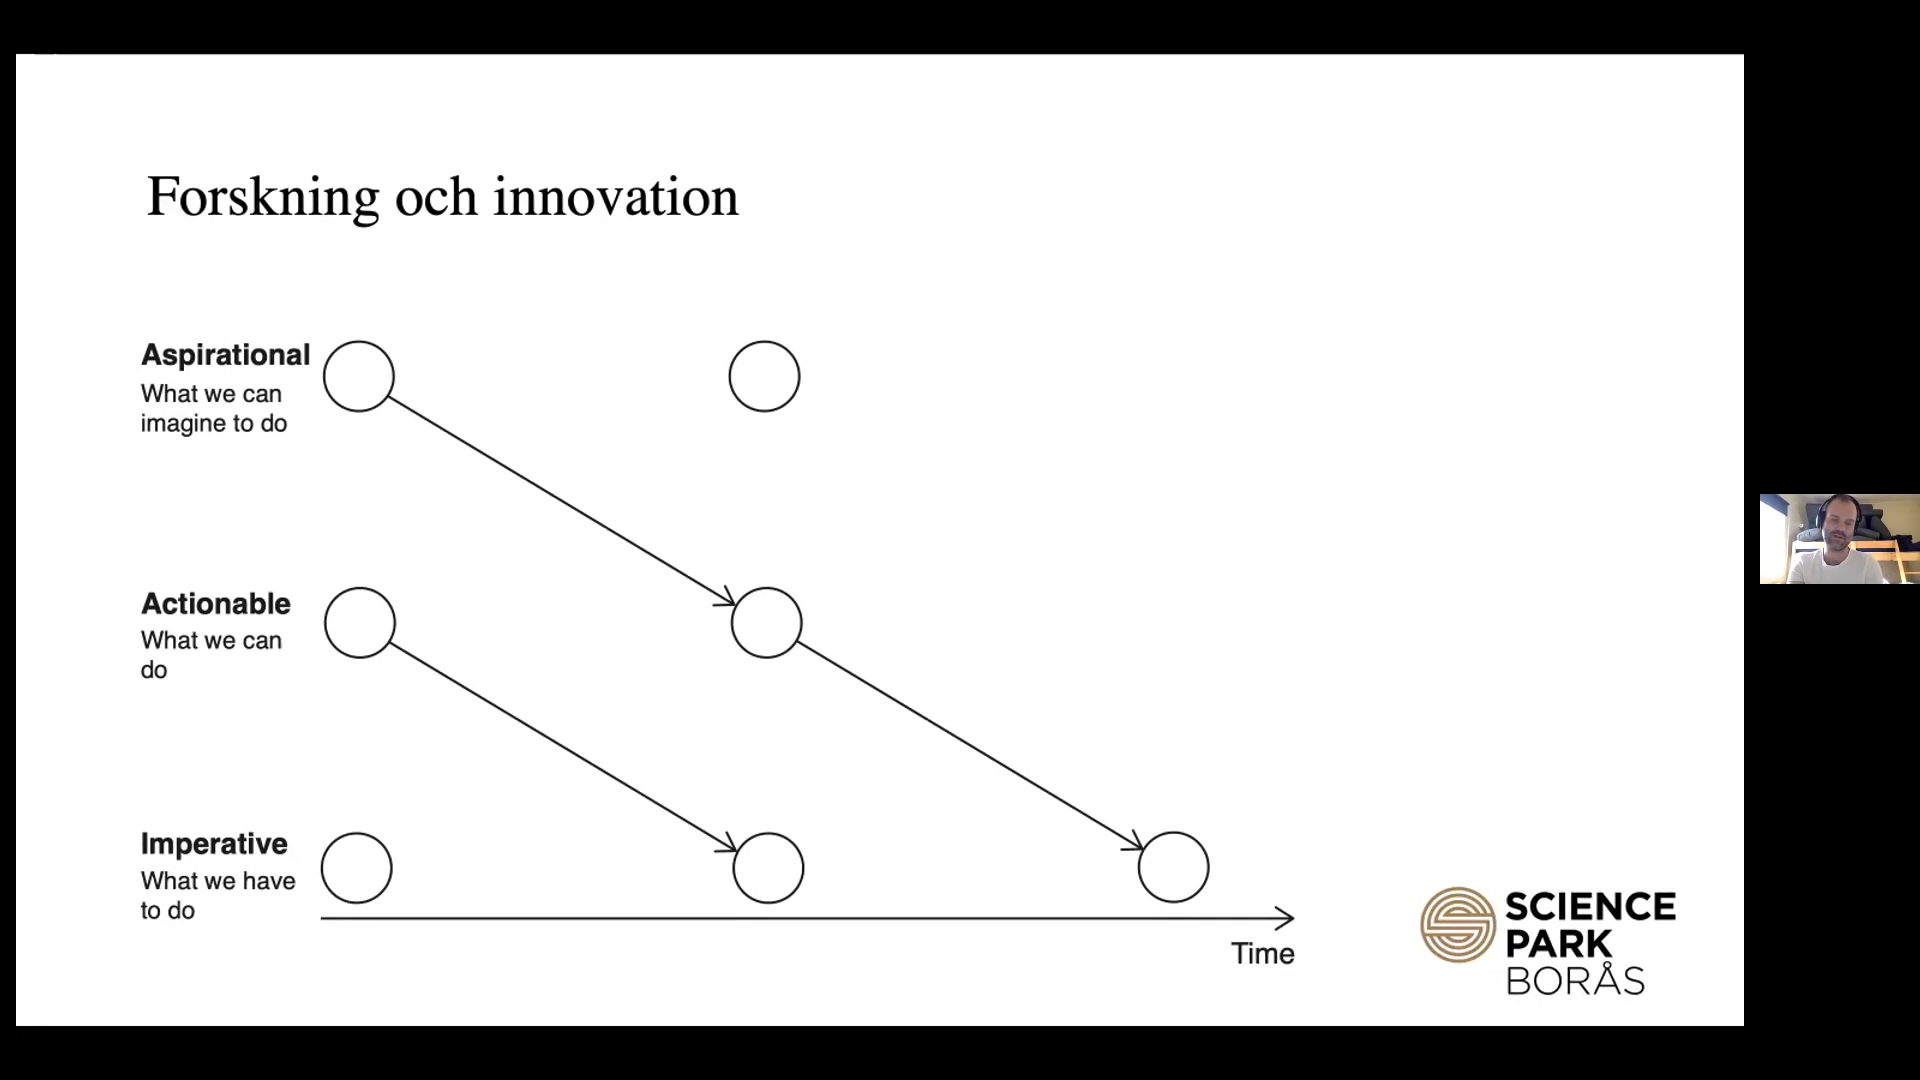 Forskning och innovation
Aspirational
What we can
imagine to do
Actionable
What we can
do
Imperative
What we have
to do
Time
SCIENCE
PARK
BORÅS